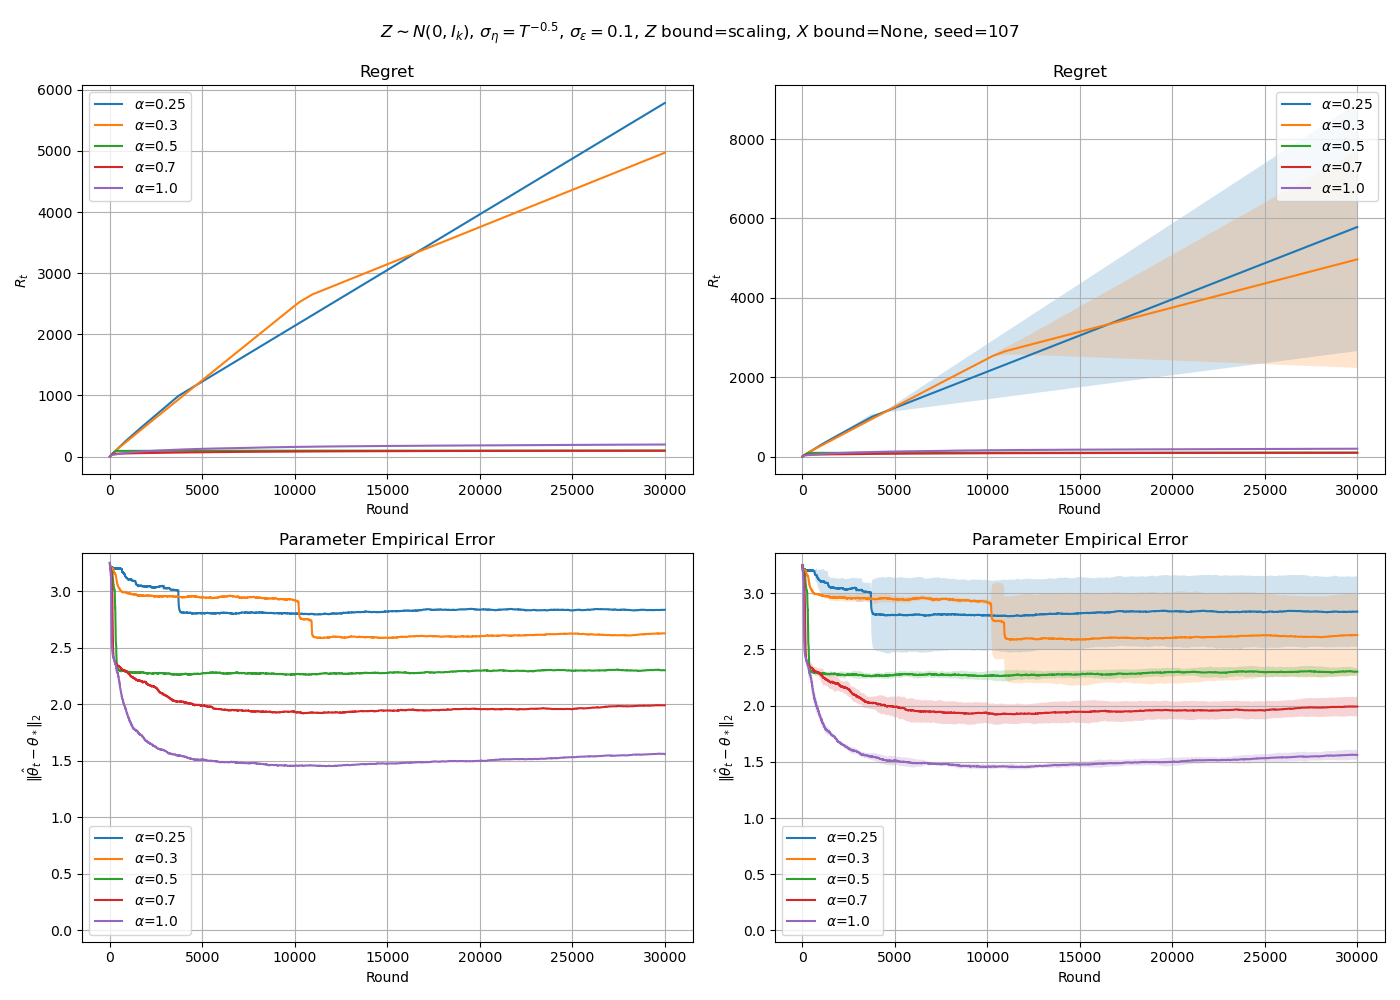 Z ~ N(0, I_k), σ_η = T^{-0.5}, σ_ε = 0.1, Z bound=scaling, X bound=None, seed=107
Regret
6000
5000
4000
3000
2000
1000
0
R_t
α=0.25
α=0.3
α=0.5
α=0.7
α=1.0
0 5000 10000 15000 20000 25000 30000
Round
Regret
8000
6000
4000
2000
0
R_t
α=0.25
α=0.3
α=0.5
α=0.7
α=1.0
0 5000 10000 15000 20000 25000 30000
Round
Parameter Empirical Error
3.0
2.5
2.0
1.5
1.0
0.5
0.0
‖θ̂_t − θ_*‖_2
α=0.25
α=0.3
α=0.5
α=0.7
α=1.0
0 5000 10000 15000 20000 25000 30000
Round
Parameter Empirical Error
3.0
2.5
2.0
1.5
1.0
0.5
0.0
‖θ̂_t − θ_*‖_2
α=0.25
α=0.3
α=0.5
α=0.7
α=1.0
0 5000 10000 15000 20000 25000 30000
Round